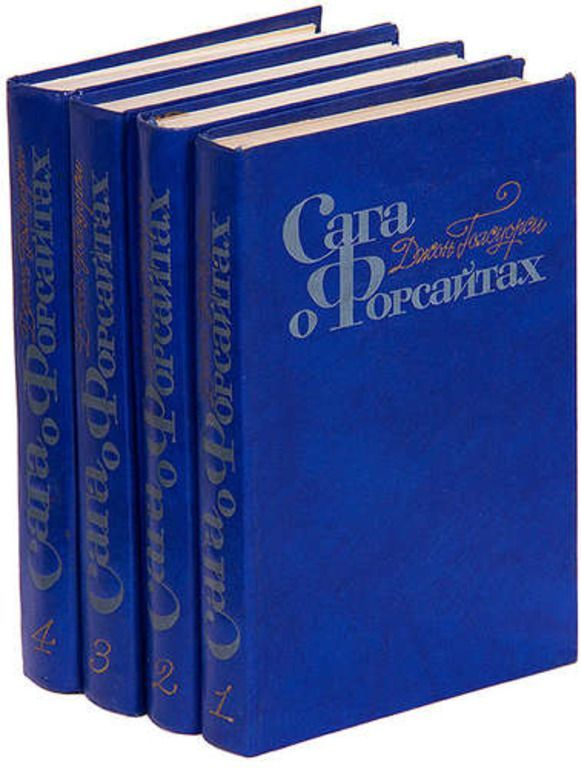 Сага
Джон Голсуорси
о Форсайтах
Сага о Форсайтах
1
Сага о Форсайтах
2
Джон Голсуорси
Сага о Форсайтах
3
Джон Голсуорси
Сага о Форсайтах
4